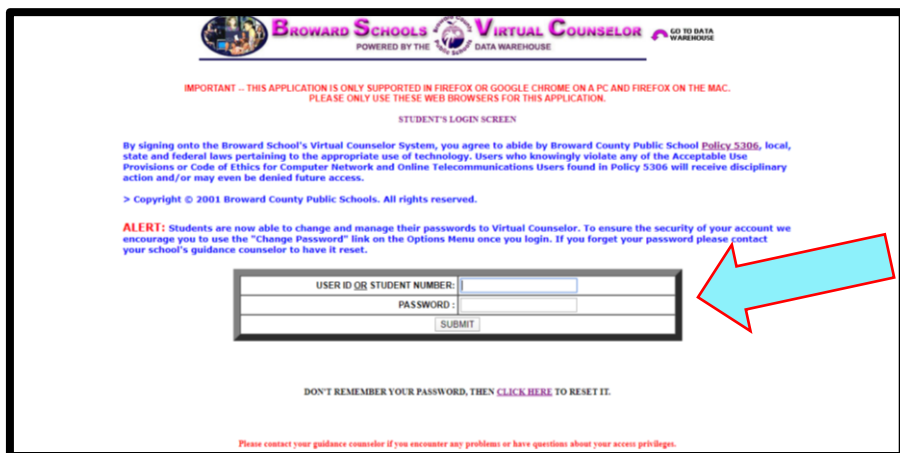 BROWARD SCHOOLS VIRTUAL COUNSELOR GO TO DATA WAREHOUSE
POWERED BY THE DATA WAREHOUSE
IMPORTANT -- THIS APPLICATION IS ONLY SUPPORTED IN FIREFOX OR GOOGLE CHROME ON A PC AND FIREFOX ON THE MAC.
PLEASE ONLY USE THESE WEB BROWSERS FOR THIS APPLICATION.
STUDENT'S LOGIN SCREEN
By signing onto the Broward School's Virtual Counselor System, you agree to abide by Broward County Public School Policy 5306, local,
state and federal laws pertaining to the appropriate use of technology. Users who knowingly violate any of the Acceptable Use
Provisions or Code of Ethics for Computer Network and Online Telecommunications Users found in Policy 5306 will receive disciplinary
action and/or may even be denied future access.
> Copyright © 2001 Broward County Public Schools. All rights reserved.
ALERT: Students are now able to change and manage their passwords to Virtual Counselor. To ensure the security of your account we
encourage you to use the "Change Password" link on the Options Menu once you login. If you forget your password please contact
your school's guidance counselor to have it reset.
USER ID OR STUDENT NUMBER:
PASSWORD :
SUBMIT
DON'T REMEMBER YOUR PASSWORD, THEN CLICK HERE TO RESET IT.
Please contact your guidance counselor if you encounter any problems or have questions about your access privileges.